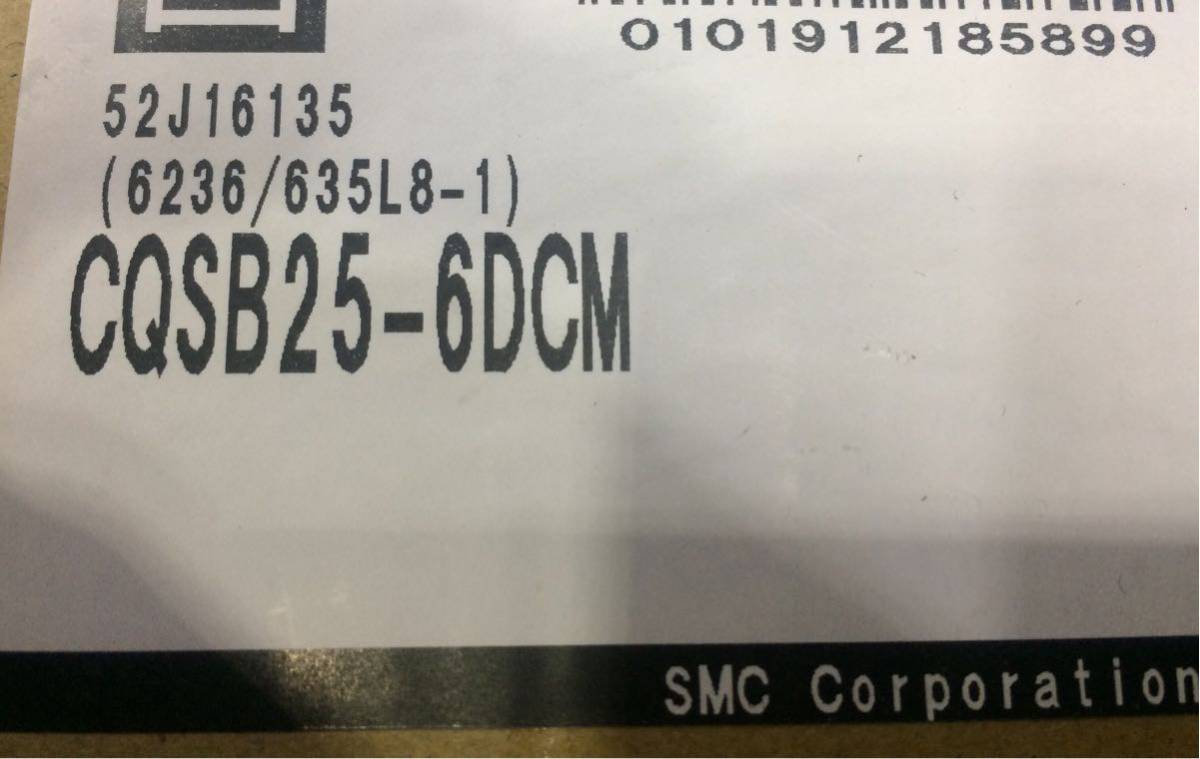 0101912185899
52J16135
(6236/635L8-1)
CQSB25-6DCM
SMC Corporation